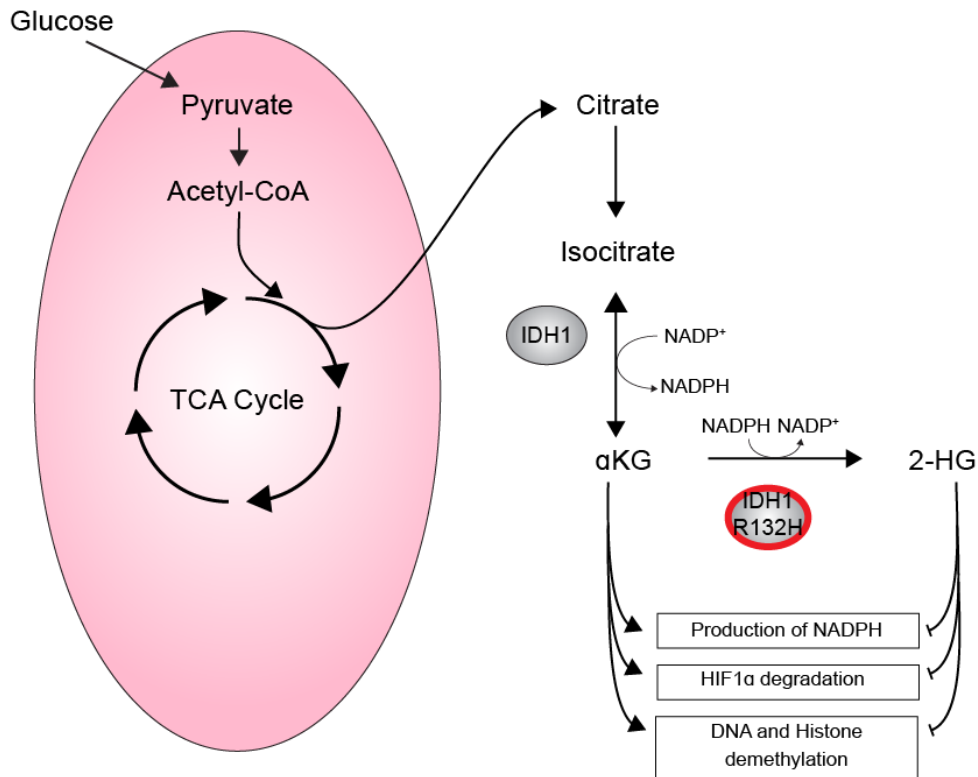 Glucose
Pyruvate
Acetyl-CoA
TCA Cycle
Citrate
Isocitrate
IDH1
NADP⁺
NADPH
αKG
NADPH NADP⁺
2-HG
IDH1
R132H
Production of NADPH
HIF1α degradation
DNA and Histone
demethylation